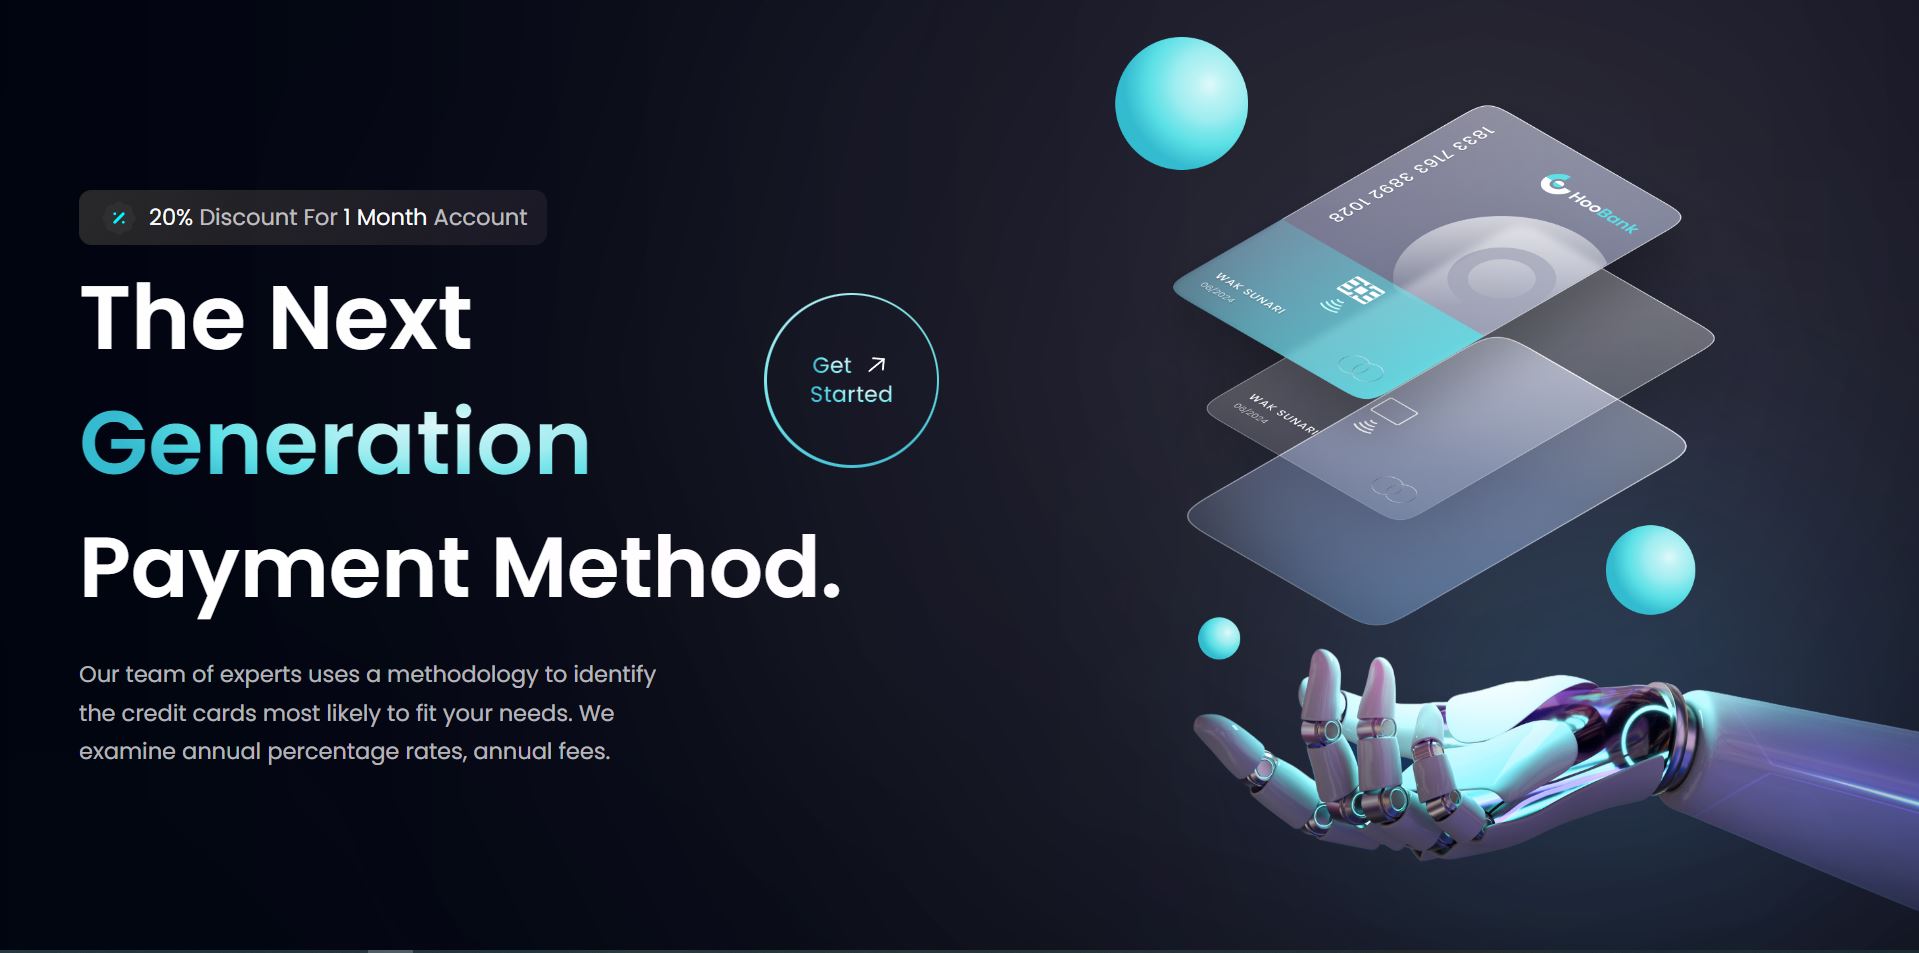 20% Discount For 1 Month Account
The Next
Generation
Payment Method.
Get
Started
Our team of experts uses a methodology to identify
the credit cards most likely to fit your needs. We
examine annual percentage rates, annual fees.
1833 7163 3892 1028
HooBank
WAK SUNARI
06/2024
WAK SUNARI
06/2024